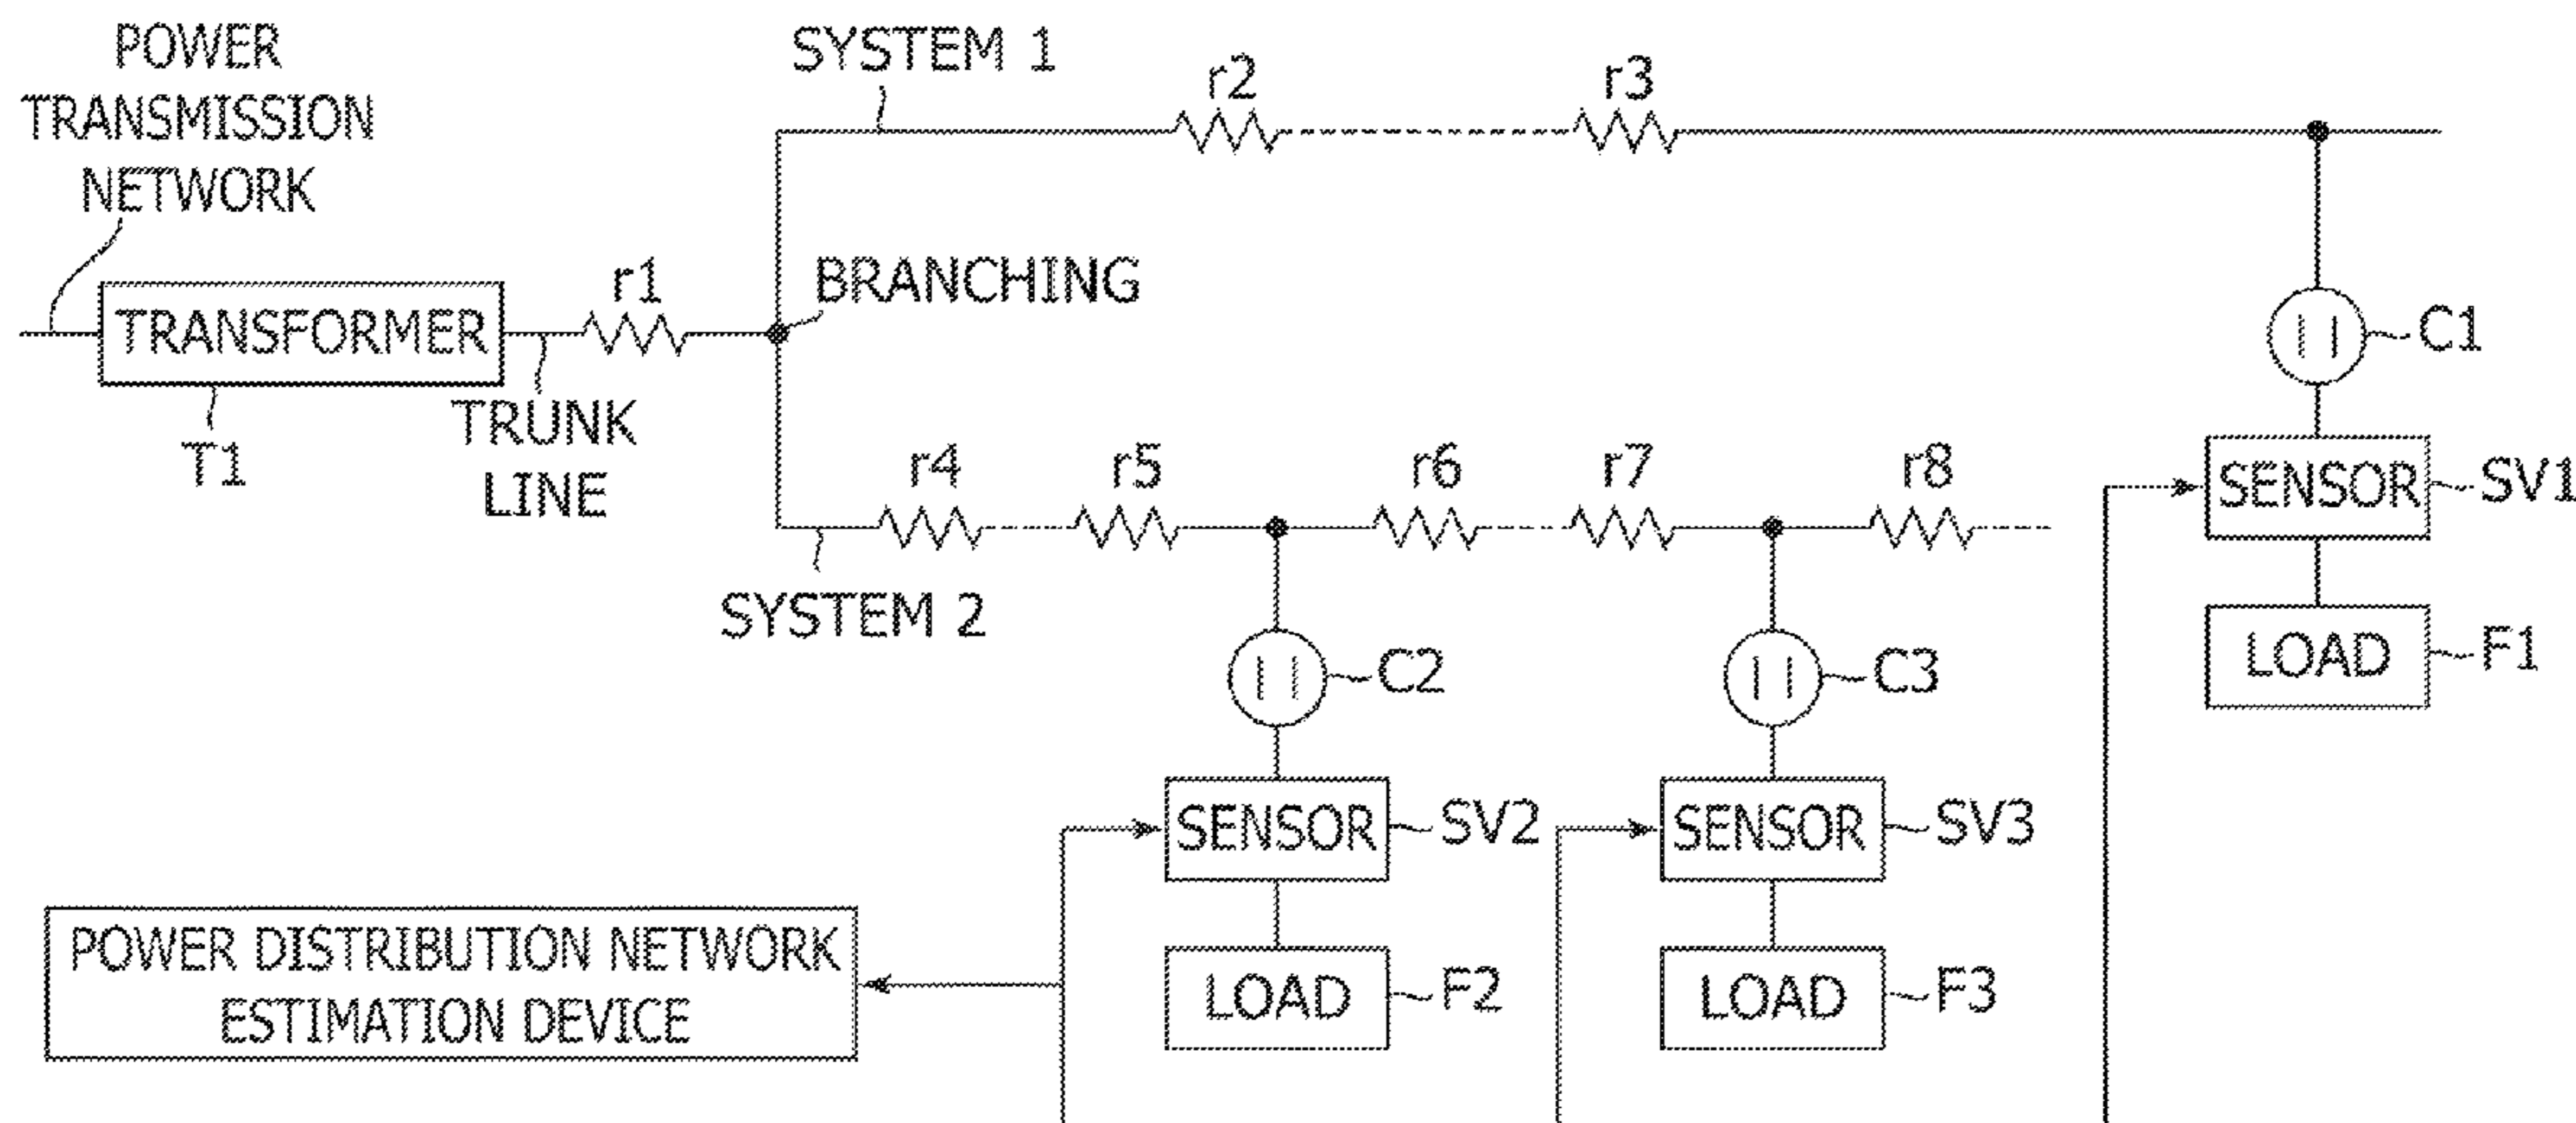 POWER
TRANSMISSION
NETWORK
SYSTEM 1
r2
r3
r1
BRANCHING
TRANSFORMER
C1
T1
TRUNK
LINE
r4
r5
r6
r7
r8
SENSOR
SV1
SYSTEM 2
C2
C3
LOAD
F1
SENSOR
SV2
SENSOR
SV3
POWER DISTRIBUTION NETWORK
ESTIMATION DEVICE
LOAD
F2
LOAD
F3